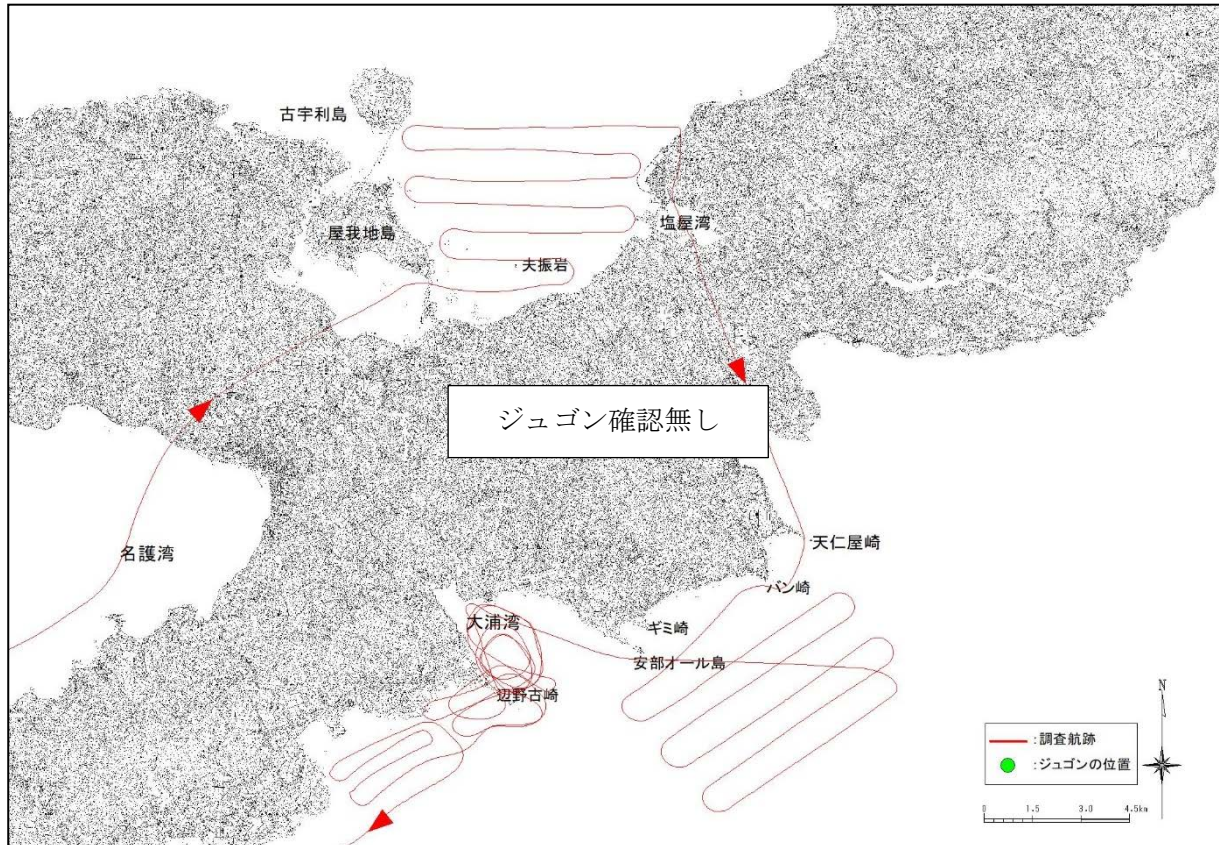 古宇利島
屋我地島
塩屋湾
夫振岩
ジュゴン確認無し
名護湾
天仁屋崎
バン崎
大浦湾
ギミ崎
安部オール島
辺野古崎
N
:調査航跡
:ジュゴンの位置
0 1.5 3.0 4.5km